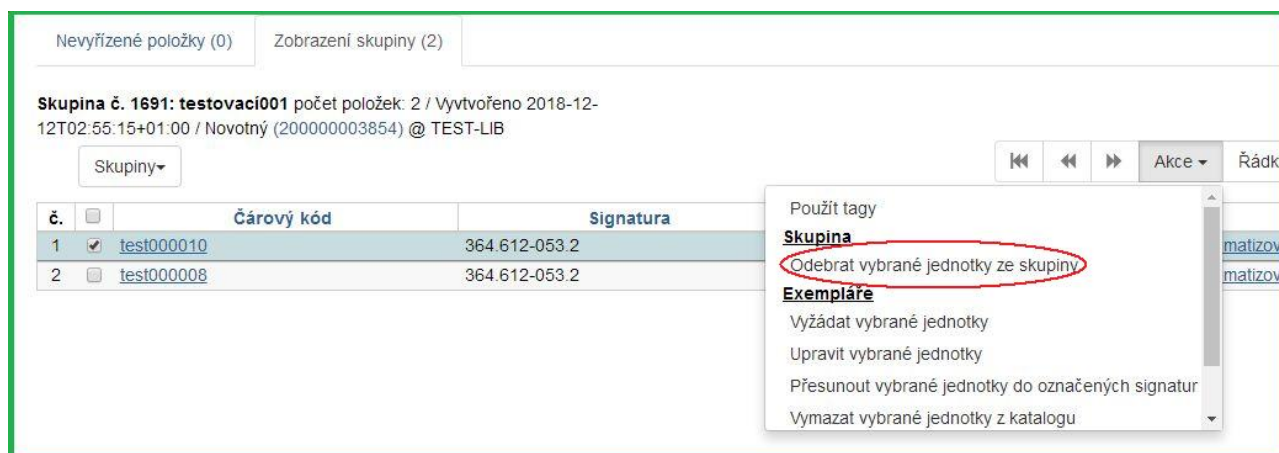 Nevyřízené položky (0) Zobrazení skupiny (2)
Skupina č. 1691: testovací001 počet položek: 2 / Vyvtvořeno 2018-12-
12T02:55:15+01:00 / Novotný (200000003854) @ TEST-LIB
Skupiny Akce Řádk
č. Čárový kód Signatura
1 test000010 364.612-053.2 matizov
2 test000008 364.612-053.2 matizov
Použít tagy
Skupina
Odebrat vybrané jednotky ze skupiny
Exempláře
Vyžádat vybrané jednotky
Upravit vybrané jednotky
Přesunout vybrané jednotky do označených signatur
Vymazat vybrané jednotky z katalogu